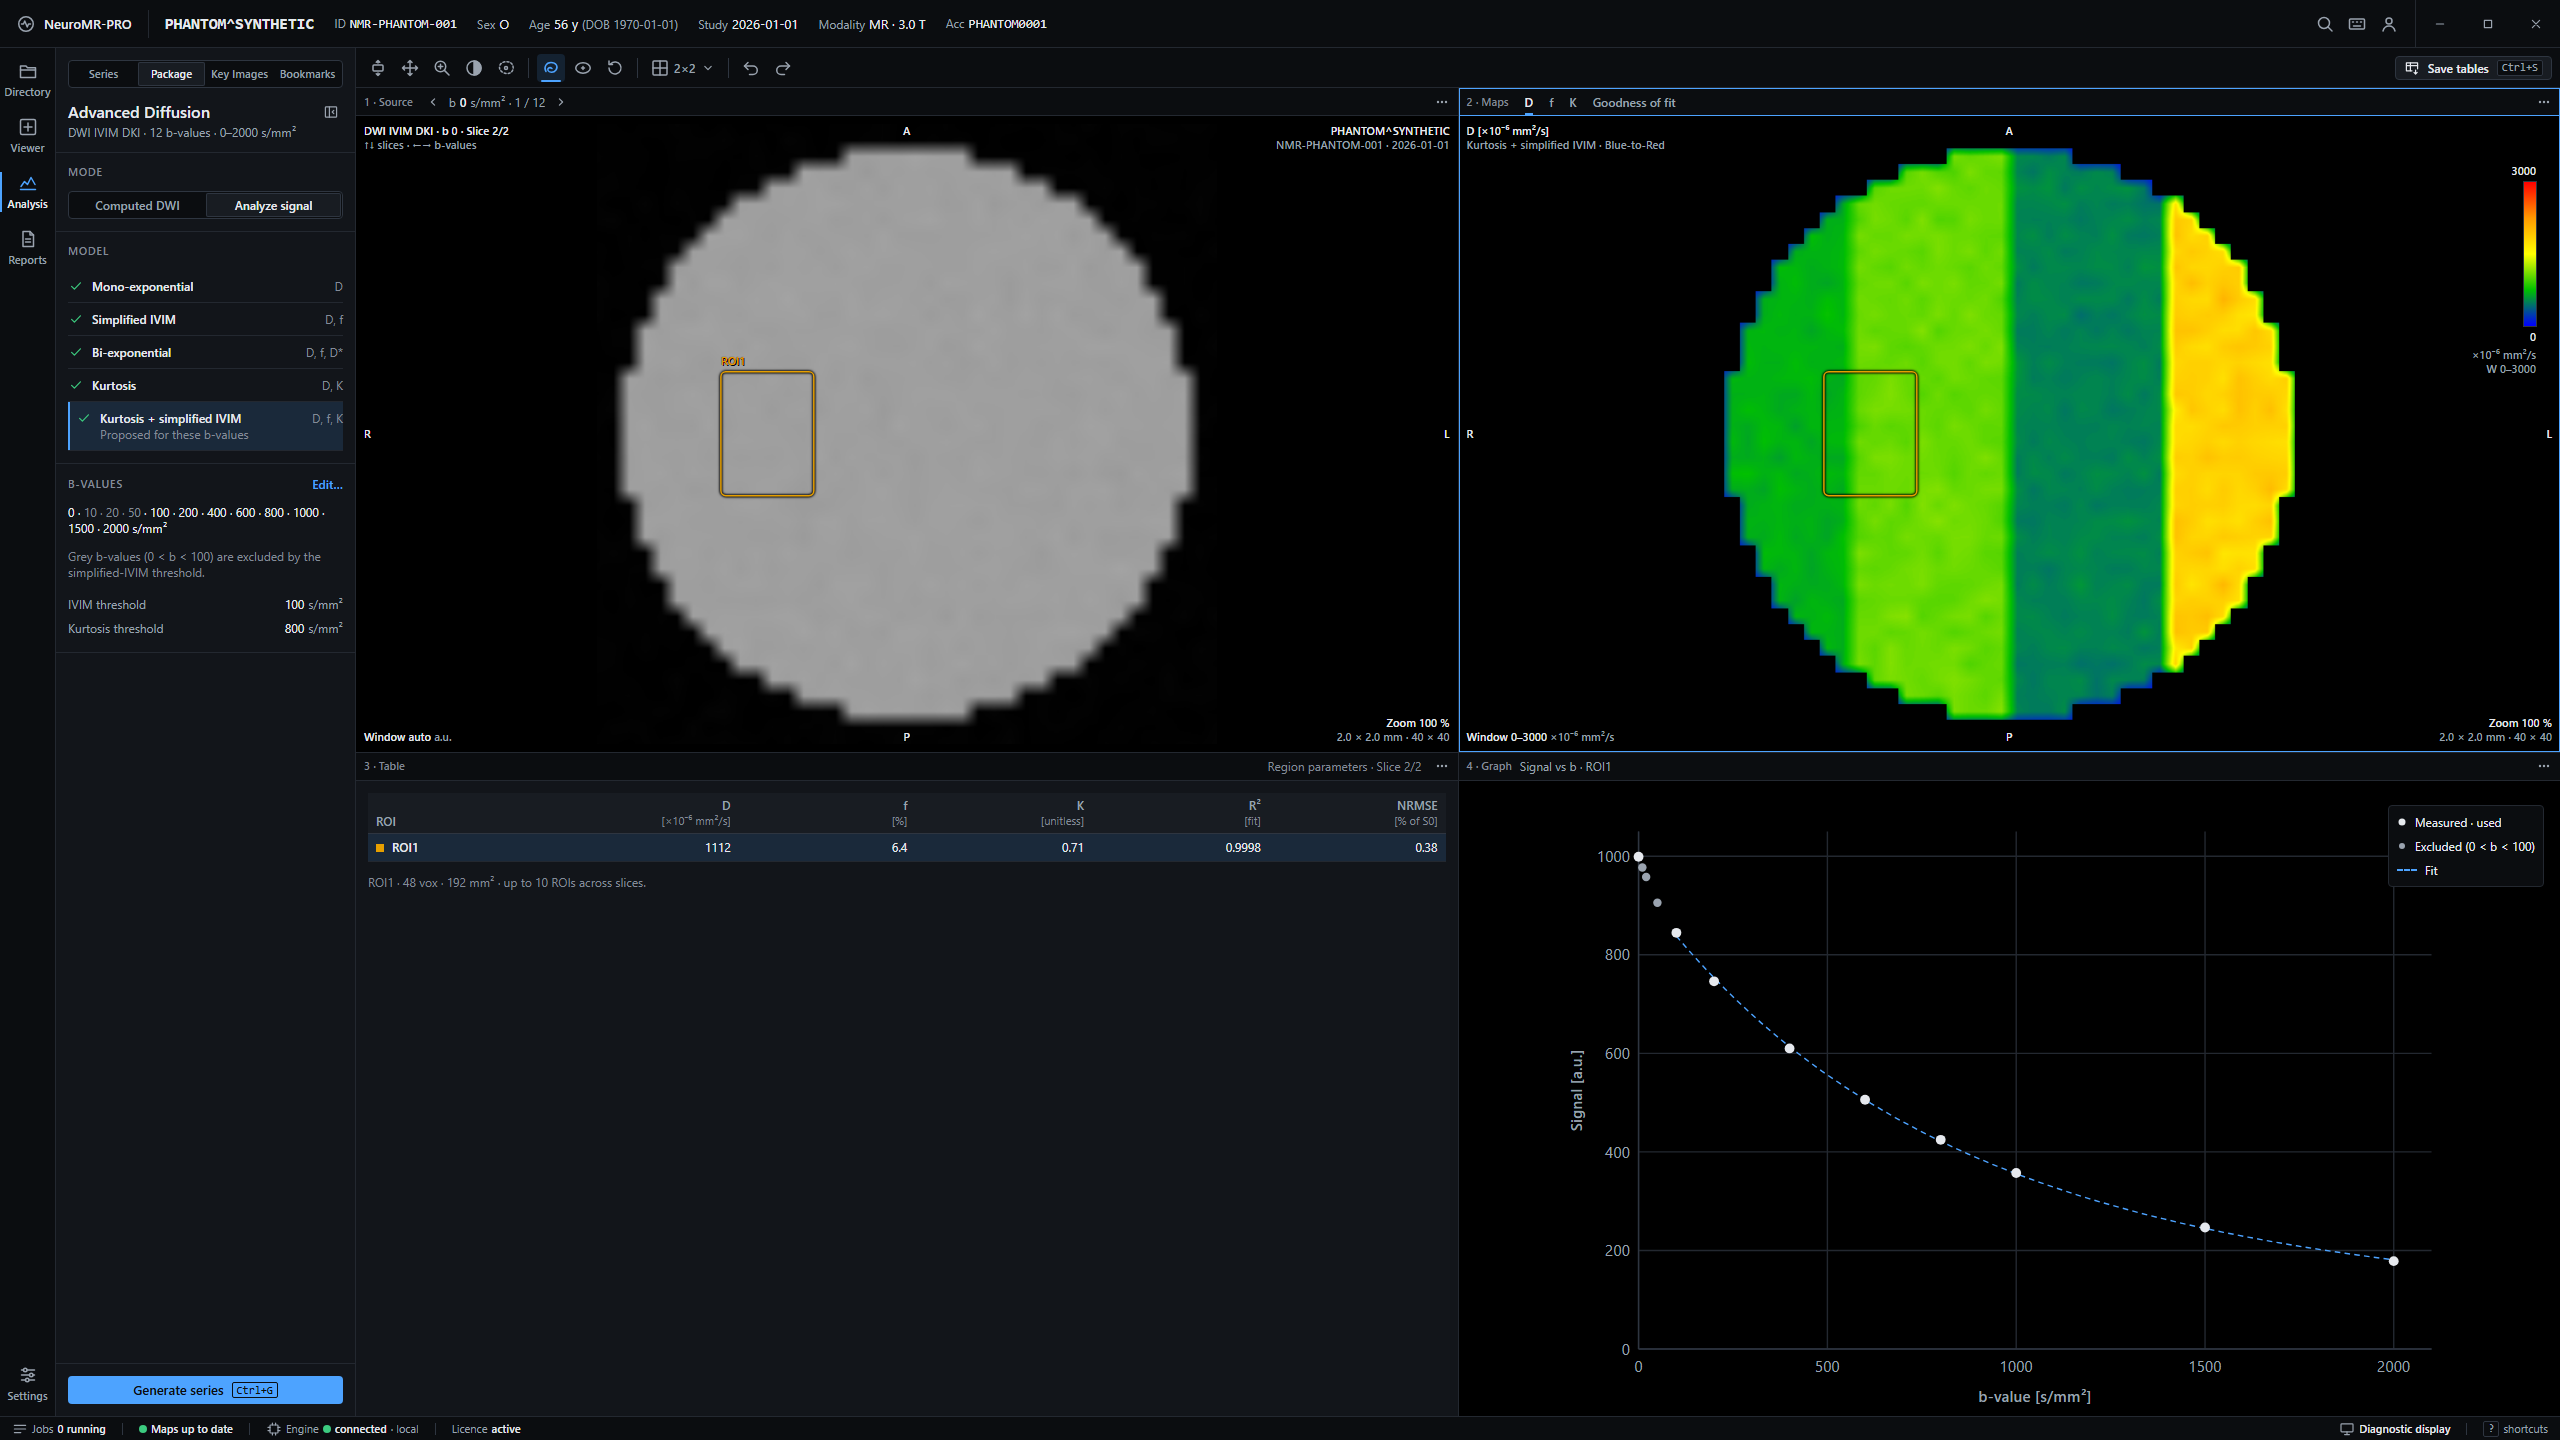 NeuroMR-PRO PHANTOM^SYNTHETIC ID NMR-PHANTOM-001 Sex O Age 56 y (DOB 1970-01-01) Study 2026-01-01 Modality MR · 3.0 T Acc PHANTOM0001
Directory
Viewer
Analysis
Reports
Settings
Series Package Key Images Bookmarks
Advanced Diffusion
DWI IVIM DKI · 12 b-values · 0–2000 s/mm²
MODE
Computed DWI Analyze signal
MODEL
Mono-exponential D
Simplified IVIM D, f
Bi-exponential D, f, D*
Kurtosis D, K
Kurtosis + simplified IVIM D, f, K
Proposed for these b-values
B-VALUES Edit...
0 · 10 · 20 · 50 · 100 · 200 · 400 · 600 · 800 · 1000 ·
1500 · 2000 s/mm²
Grey b-values (0 < b < 100) are excluded by the
simplified-IVIM threshold.
IVIM threshold 100 s/mm²
Kurtosis threshold 800 s/mm²
Generate series Ctrl+G
2×2
Save tables Ctrl+S
1 · Source b 0 s/mm² · 1 / 12
DWI IVIM DKI · b 0 · Slice 2/2
↑↓ slices · ←→ b-values
A
PHANTOM^SYNTHETIC
NMR-PHANTOM-001 · 2026-01-01
ROI1
R
L
Window auto a.u.
P
Zoom 100 %
2.0 × 2.0 mm · 40 × 40
2 · Maps D f K Goodness of fit
D [×10⁻⁶ mm²/s]
Kurtosis + simplified IVIM · Blue-to-Red
A
3000
0
×10⁻⁶ mm²/s
W 0–3000
R
L
Window 0–3000 ×10⁻⁶ mm²/s
P
Zoom 100 %
2.0 × 2.0 mm · 40 × 40
3 · Table Region parameters · Slice 2/2
ROI D [×10⁻⁶ mm²/s] f [%] K [unitless] R² [fit] NRMSE [% of S0]
ROI1 1112 6.4 0.71 0.9998 0.38
ROI1 · 48 vox · 192 mm² · up to 10 ROIs across slices.
4 · Graph Signal vs b · ROI1
Measured · used
Excluded (0 < b < 100)
Fit
1000
800
600
400
200
0
Signal [a.u.]
0 500 1000 1500 2000
b-value [s/mm²]
Jobs 0 running Maps up to date Engine connected · local Licence active Diagnostic display ? shortcuts